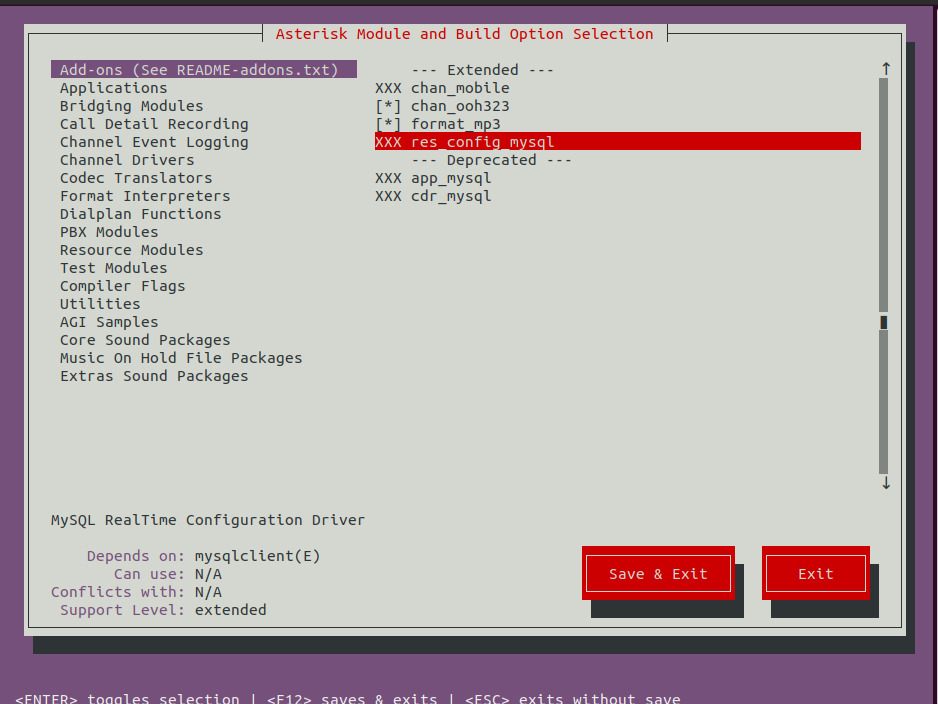 Asterisk Module and Build Option Selection
Add-ons (See README-addons.txt)
Applications
Bridging Modules
Call Detail Recording
Channel Event Logging
Channel Drivers
Codec Translators
Format Interpreters
Dialplan Functions
PBX Modules
Resource Modules
Test Modules
Compiler Flags
Utilities
AGI Samples
Core Sound Packages
Music On Hold File Packages
Extras Sound Packages
--- Extended ---
XXX chan_mobile
[*] chan_ooh323
[*] format_mp3
XXX res_config_mysql
--- Deprecated ---
XXX app_mysql
XXX cdr_mysql
MySQL RealTime Configuration Driver
Depends on: mysqlclient(E)
Can use: N/A
Conflicts with: N/A
Support Level: extended
Save & Exit
Exit
<ENTER> toggles selection | <F12> saves & exits | <ESC> exits without save